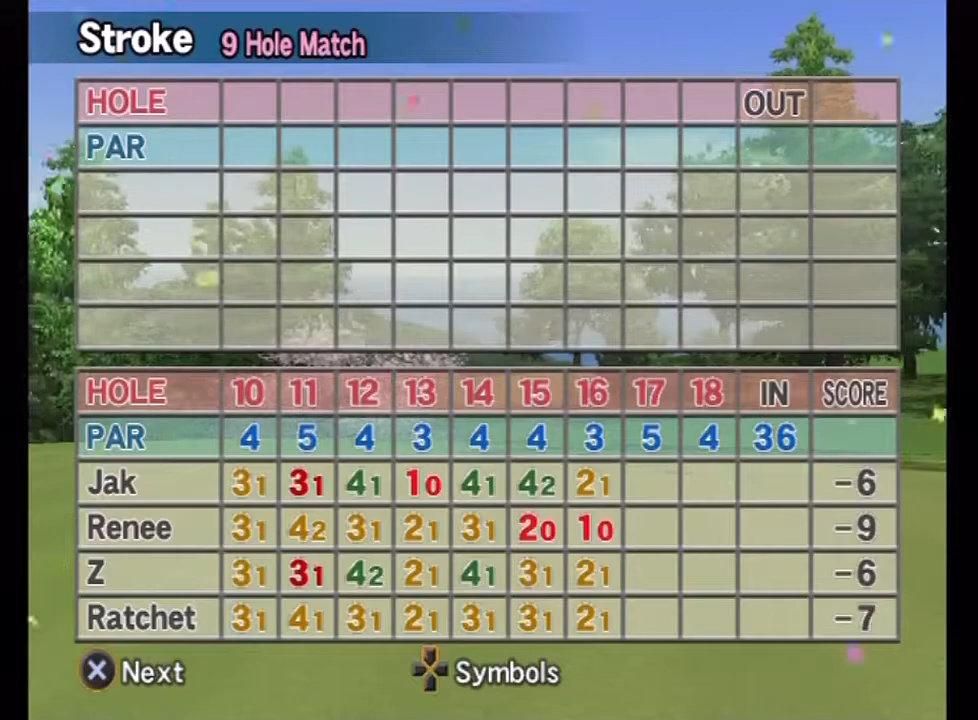 Stroke 9 Hole Match
HOLE OUT
PAR
HOLE 10 11 12 13 14 15 16 17 18 IN SCORE
PAR 4 5 4 3 4 4 3 5 4 36
Jak 31 31 41 10 41 42 21 -6
Renee 31 42 31 21 31 20 10 -9
Z 31 31 42 21 41 31 21 -6
Ratchet 31 41 31 21 31 31 21 -7
X Next Symbols